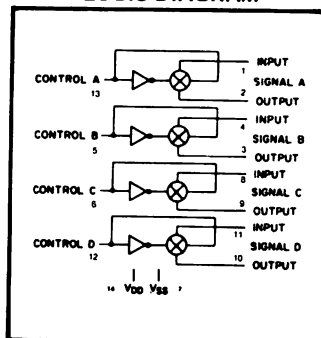 LOGIC DIAGRAM
1 INPUT
CONTROL A SIGNAL A
13
2 OUTPUT
4 INPUT
CONTROL B SIGNAL B
5
3 OUTPUT
8 INPUT
CONTROL C SIGNAL C
6
9 OUTPUT
11 INPUT
CONTROL D SIGNAL D
12
10 OUTPUT
14 VDD VSS 7